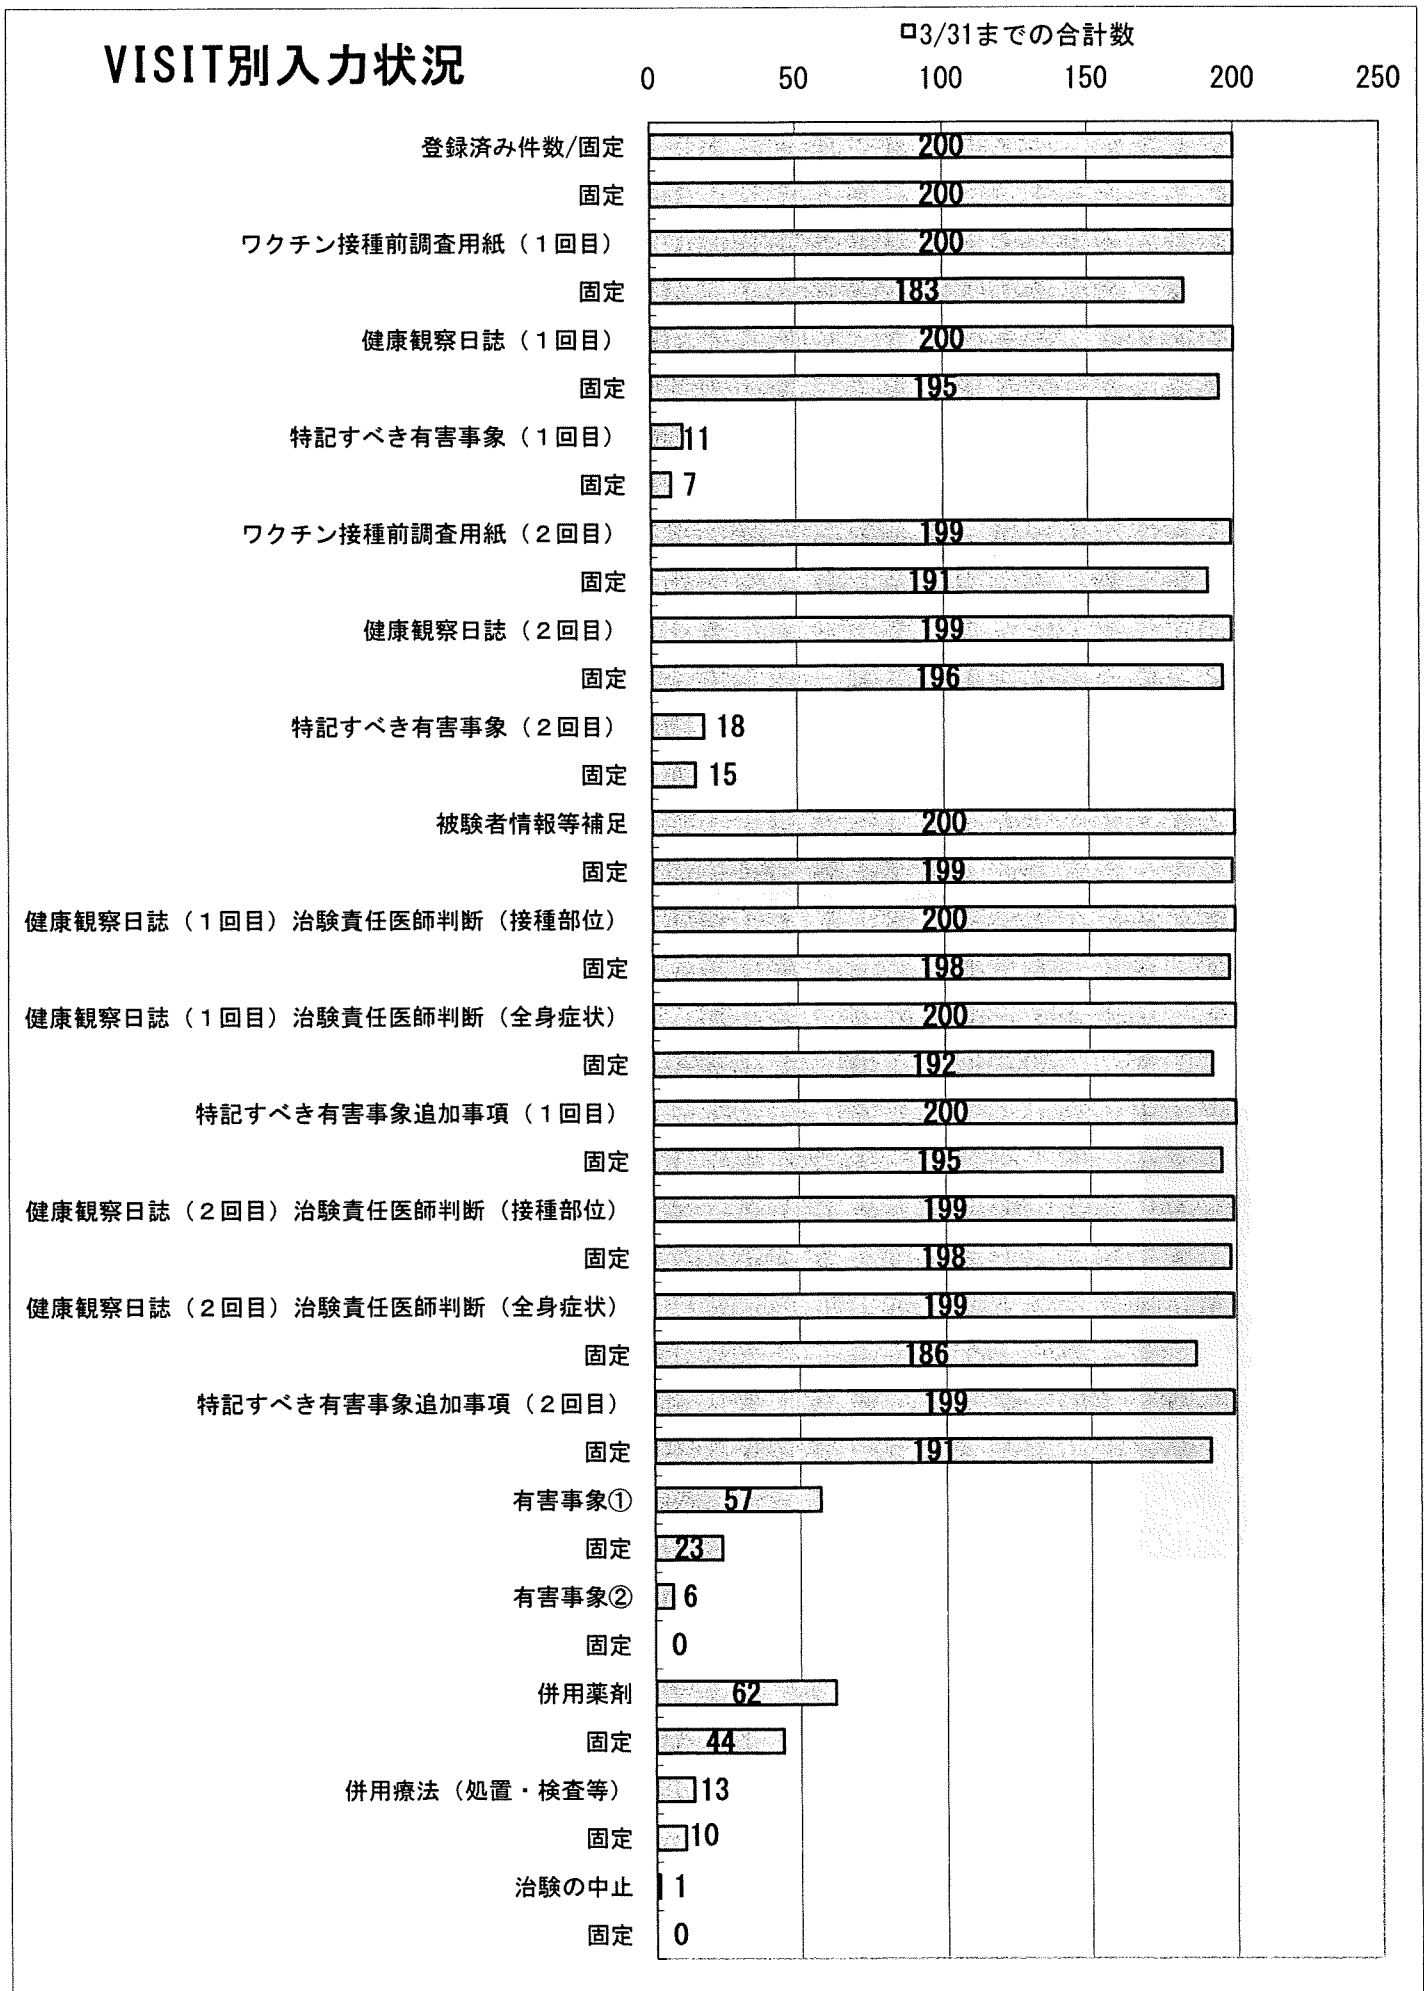 □3/31までの合計数
VISIT別入力状況
0 50 100 150 200 250
登録済み件数/固定 200
固定 200
ワクチン接種前調査用紙（１回目） 200
固定 183
健康観察日誌（１回目） 200
固定 195
特記すべき有害事象（１回目） 11
固定 7
ワクチン接種前調査用紙（２回目） 199
固定 191
健康観察日誌（２回目） 199
固定 196
特記すべき有害事象（２回目） 18
固定 15
被験者情報等補足 200
固定 199
健康観察日誌（１回目）治験責任医師判断（接種部位） 200
固定 198
健康観察日誌（１回目）治験責任医師判断（全身症状） 200
固定 192
特記すべき有害事象追加事項（１回目） 200
固定 195
健康観察日誌（２回目）治験責任医師判断（接種部位） 199
固定 198
健康観察日誌（２回目）治験責任医師判断（全身症状） 199
固定 186
特記すべき有害事象追加事項（２回目） 199
固定 191
有害事象① 57
固定 23
有害事象② 6
固定 0
併用薬剤 62
固定 44
併用療法（処置・検査等） 13
固定 10
治験の中止 1
固定 0